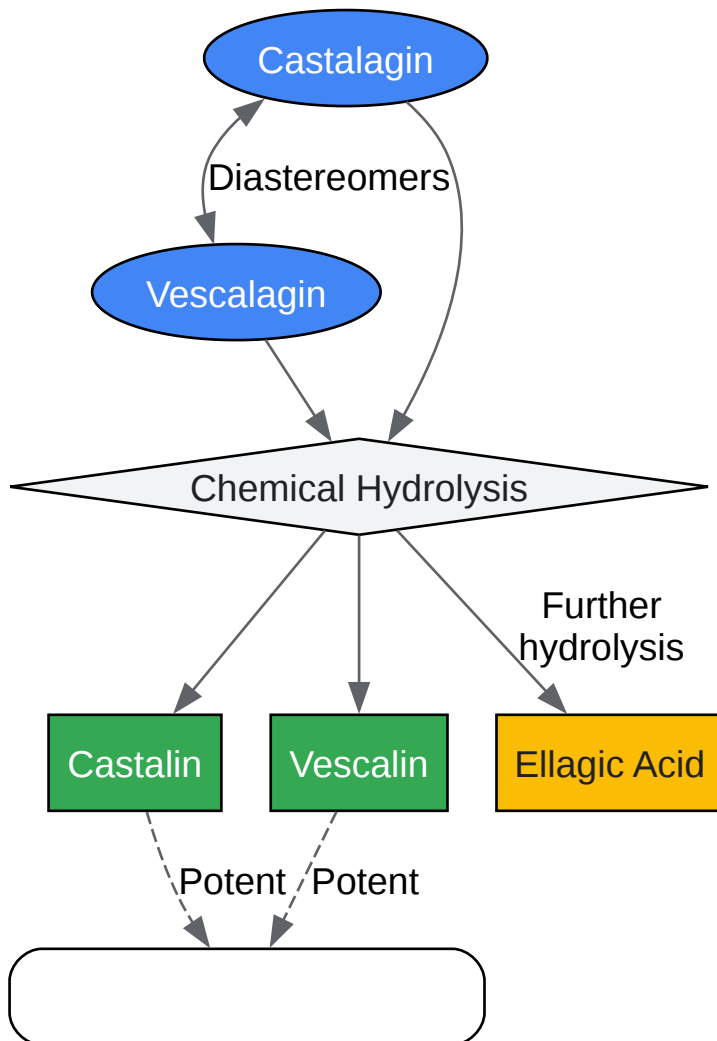 Castalagin
Diastereomers
Vescalagin
Chemical Hydrolysis
Further
hydrolysis
Castalin
Vescalin
Ellagic Acid
Potent
Potent